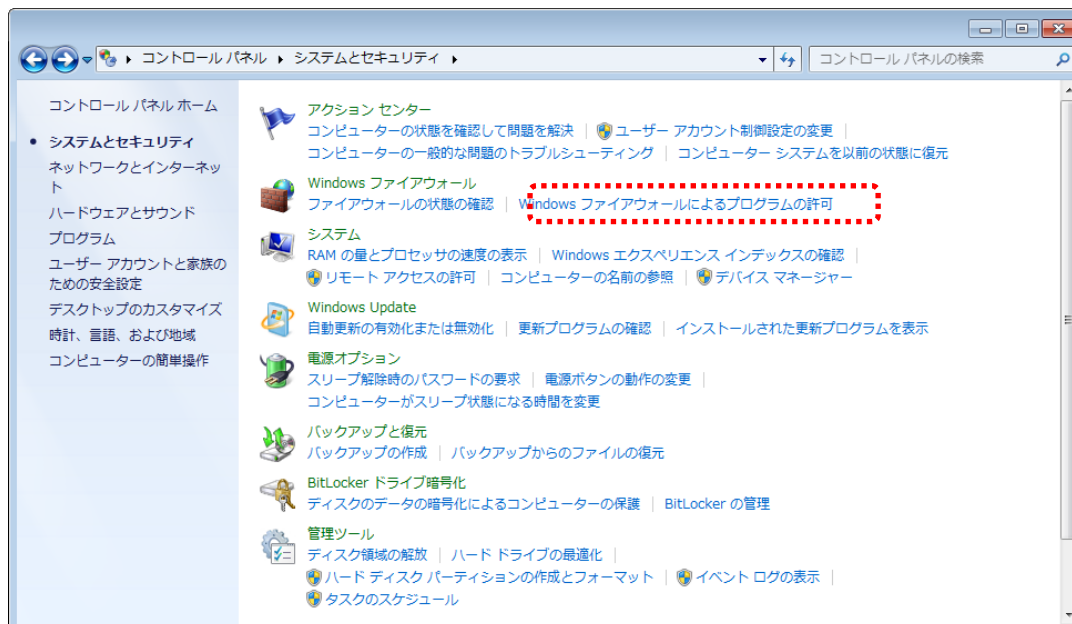 コントロール パネル ▸ システムとセキュリティ ▸
コントロール パネルの検索
コントロール パネル ホーム
システムとセキュリティ
ネットワークとインターネッ
ト
ハードウェアとサウンド
プログラム
ユーザー アカウントと家族の
ための安全設定
デスクトップのカスタマイズ
時計、言語、および地域
コンピューターの簡単操作
アクション センター
コンピューターの状態を確認して問題を解決 | ユーザー アカウント制御設定の変更 |
コンピューターの一般的な問題のトラブルシューティング | コンピューター システムを以前の状態に復元
Windows ファイアウォール
ファイアウォールの状態の確認 | Windows ファイアウォールによるプログラムの許可
システム
RAM の量とプロセッサの速度の表示 | Windows エクスペリエンス インデックスの確認 |
リモート アクセスの許可 | コンピューターの名前の参照 | デバイス マネージャー
Windows Update
自動更新の有効化または無効化 | 更新プログラムの確認 | インストールされた更新プログラムを表示
電源オプション
スリープ解除時のパスワードの要求 | 電源ボタンの動作の変更 |
コンピューターがスリープ状態になる時間を変更
バックアップと復元
バックアップの作成 | バックアップからのファイルの復元
BitLocker ドライブ暗号化
ディスクのデータの暗号化によるコンピューターの保護 | BitLocker の管理
管理ツール
ディスク領域の解放 | ハード ドライブの最適化 |
ハード ディスク パーティションの作成とフォーマット | イベント ログの表示 |
タスクのスケジュール